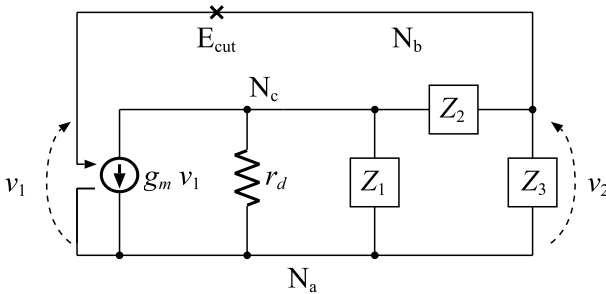 E_cut
N_b
N_c
Z_2
v_1
g_m v_1
r_d
Z_1
Z_3
v_2
N_a